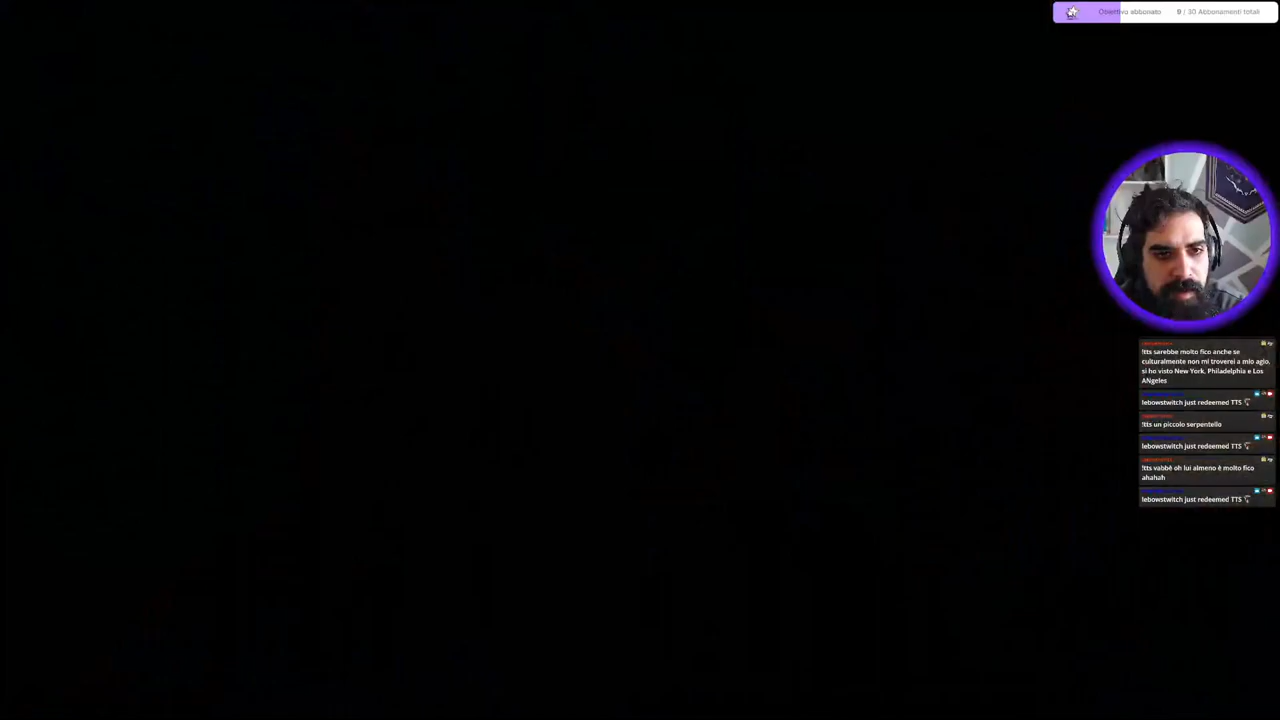 Obiettivo abbonato 9 / 30 Abbonamenti totali
!tts sarebbe molto fico anche se
culturalmente non mi troverei a mio agio,
si ho visto New York, Philadelphia e Los
ANgeles
lebowstwitch just redeemed TTS
!tts un piccolo serpentello
lebowstwitch just redeemed TTS
!tts vabbè oh lui almeno è molto fico
ahahah
lebowstwitch just redeemed TTS